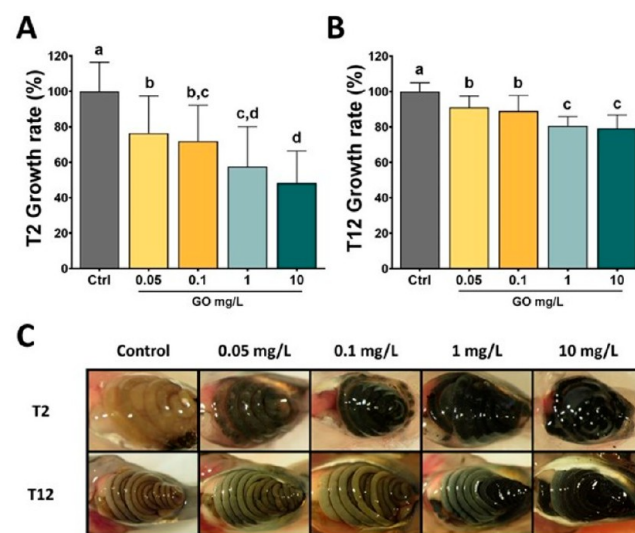 A
T2 Growth rate (%)
120
100
80
60
40
20
0
a
b
b,c
c,d
d
Ctrl 0.05 0.1 1 10
GO mg/L
B
T12 Growth rate (%)
120
100
80
60
40
20
0
a
b
b
c
c
Ctrl 0.05 0.1 1 10
GO mg/L
C
Control 0.05 mg/L 0.1 mg/L 1 mg/L 10 mg/L
T2
T12